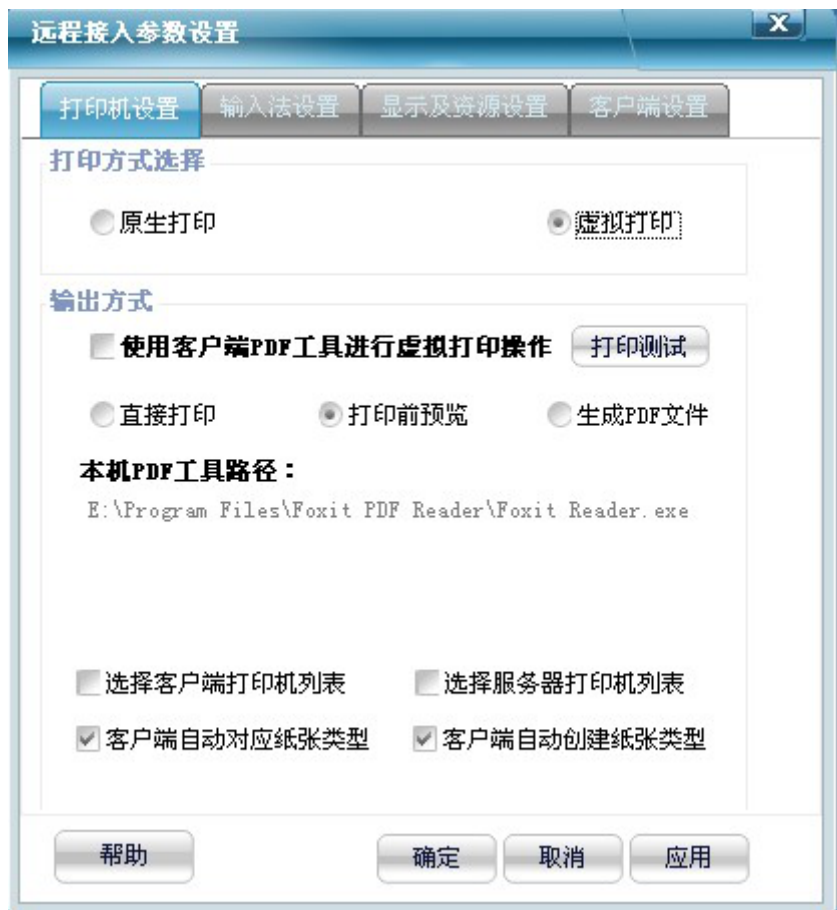 远程接入参数设置
打印机设置 输入法设置 显示及资源设置 客户端设置
打印方式选择
原生打印 虚拟打印
输出方式
使用客户端PDF工具进行虚拟打印操作 打印测试
直接打印 打印前预览 生成PDF文件
本机PDF工具路径：
E:\Program Files\Foxit PDF Reader\Foxit Reader.exe
选择客户端打印机列表 选择服务器打印机列表
客户端自动对应纸张类型 客户端自动创建纸张类型
帮助 确定 取消 应用